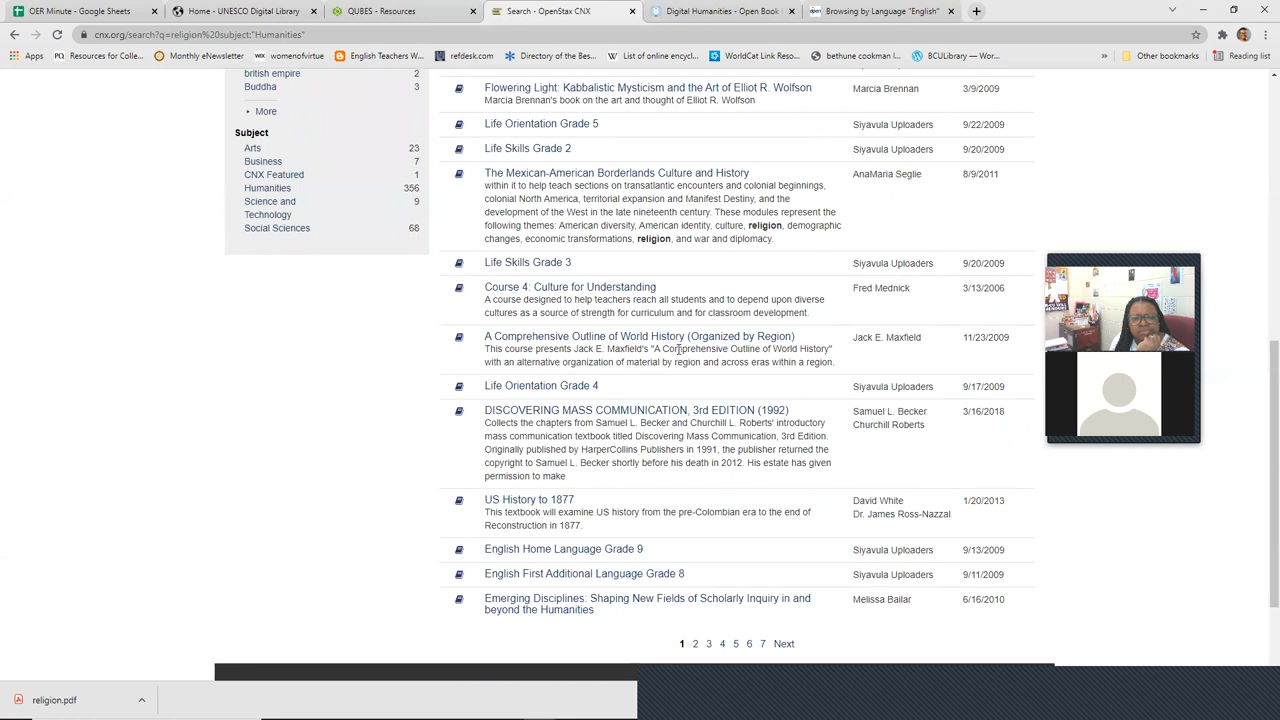 OER Minute - Google Sheets
Home - UNESCO Digital Library
QUBES - Resources
Search - OpenStax CNX
Digital Humanities - Open Book
Browsing by Language "English"
cnx.org/search?q=religion%20subject:"Humanities"
Apps
Resources for Colle...
Monthly eNewsletter
womenofvirtue
English Teachers W...
refdesk.com
Directory of the Bes...
List of online encycl...
WorldCat Link Reso...
bethune cookman l...
BCULibrary — Wor...
»
Other bookmarks
Reading list
british empire 2
Buddha 3
More
Subject
Arts 23
Business 7
CNX Featured 1
Humanities 356
Science and 9
Technology
Social Sciences 68
Flowering Light: Kabbalistic Mysticism and the Art of Elliot R. Wolfson Marcia Brennan 3/9/2009
Marcia Brennan's book on the art and thought of Elliot R. Wolfson
Life Orientation Grade 5 Siyavula Uploaders 9/22/2009
Life Skills Grade 2 Siyavula Uploaders 9/20/2009
The Mexican-American Borderlands Culture and History AnaMaria Seglie 8/9/2011
within it to help teach sections on transatlantic encounters and colonial beginnings,
colonial North America, territorial expansion and Manifest Destiny, and the
development of the West in the late nineteenth century. These modules represent the
following themes: American diversity, American identity, culture, religion, demographic
changes, economic transformations, religion, and war and diplomacy.
Life Skills Grade 3 Siyavula Uploaders 9/20/2009
Course 4: Culture for Understanding Fred Mednick 3/13/2006
A course designed to help teachers reach all students and to depend upon diverse
cultures as a source of strength for curriculum and for classroom development.
A Comprehensive Outline of World History (Organized by Region) Jack E. Maxfield 11/23/2009
This course presents Jack E. Maxfield's "A Comprehensive Outline of World History"
with an alternative organization of material by region and across eras within a region.
Life Orientation Grade 4 Siyavula Uploaders 9/17/2009
DISCOVERING MASS COMMUNICATION, 3rd EDITION (1992) Samuel L. Becker 3/16/2018
Collects the chapters from Samuel L. Becker and Churchill L. Roberts' introductory Churchill Roberts
mass communication textbook titled Discovering Mass Communication, 3rd Edition.
Originally published by HarperCollins Publishers in 1991, the publisher returned the
copyright to Samuel L. Becker shortly before his death in 2012. His estate has given
permission to make
US History to 1877 David White 1/20/2013
This textbook will examine US history from the pre-Colombian era to the end of Dr. James Ross-Nazzal
Reconstruction in 1877.
English Home Language Grade 9 Siyavula Uploaders 9/13/2009
English First Additional Language Grade 8 Siyavula Uploaders 9/11/2009
Emerging Disciplines: Shaping New Fields of Scholarly Inquiry in and Melissa Bailar 6/16/2010
beyond the Humanities
1 2 3 4 5 6 7 Next
religion.pdf